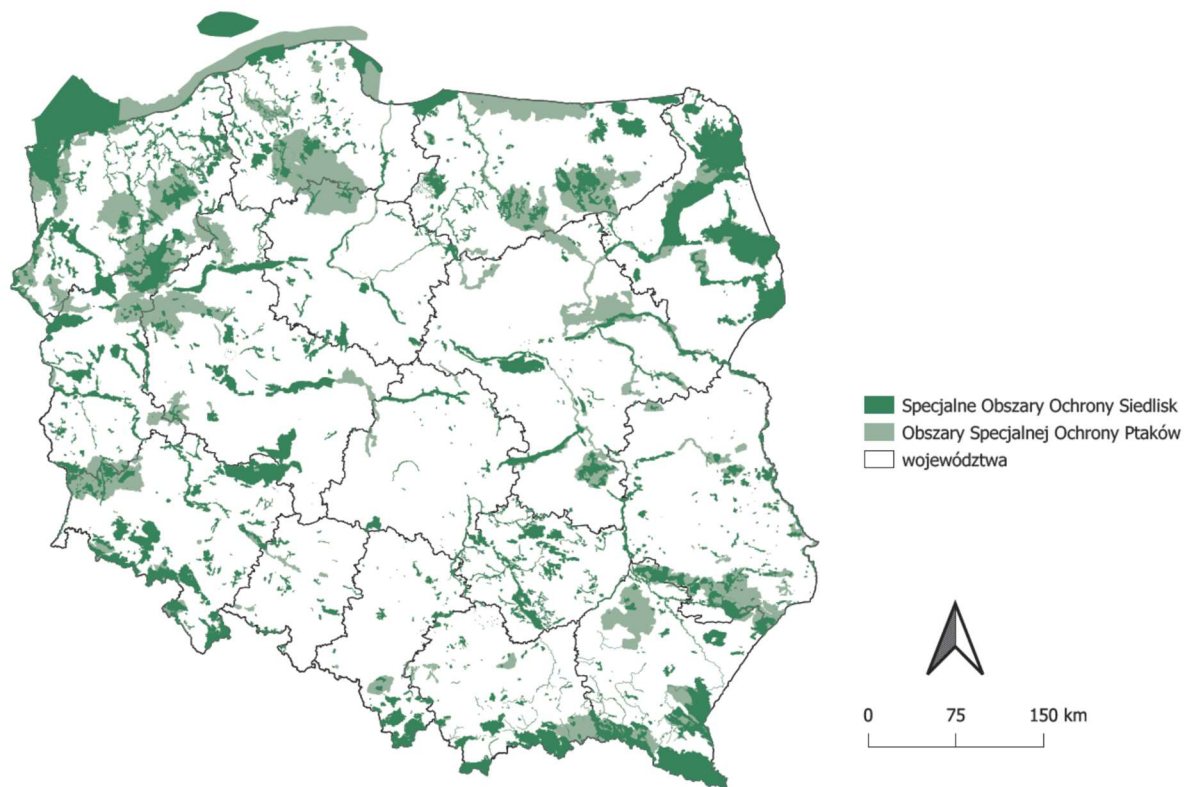 Specjalne Obszary Ochrony Siedlisk
Obszary Specjalnej Ochrony Ptaków
województwa
0 75 150 km